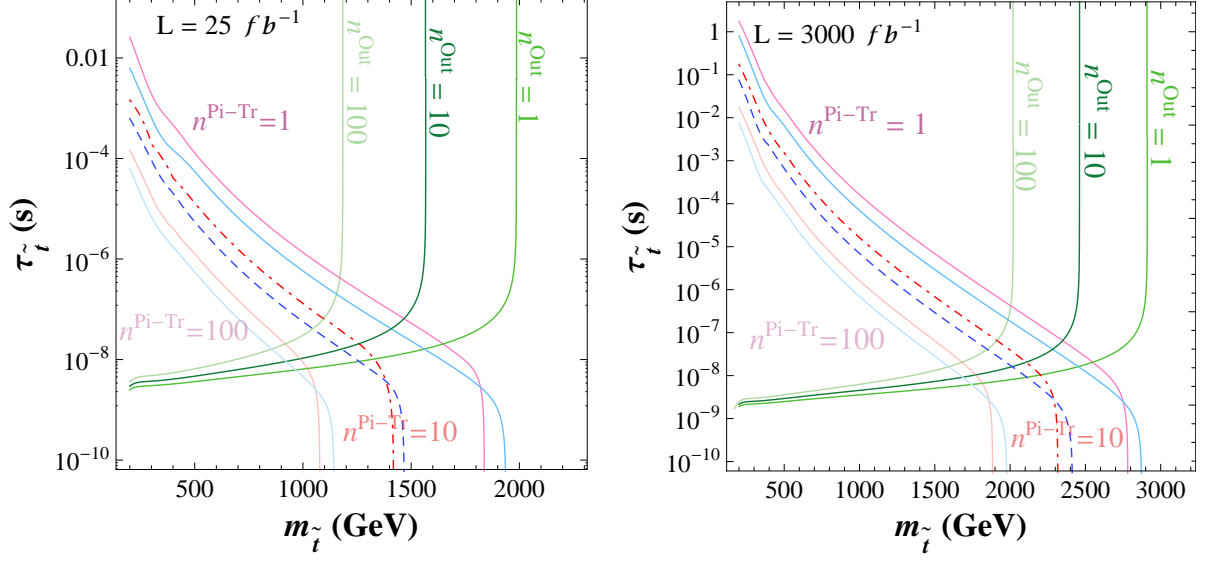 L = 25 fb⁻¹
0.01
10⁻⁴
10⁻⁶
10⁻⁸
10⁻¹⁰
τ_t̃ (s)
n^Pi−Tr=1
n^Pi−Tr=100
n^Pi−Tr=10
n^Out = 100
n^Out = 10
n^Out = 1
500 1000 1500 2000
m_t̃ (GeV)
L = 3000 fb⁻¹
1
10⁻¹
10⁻²
10⁻³
10⁻⁴
10⁻⁵
10⁻⁶
10⁻⁷
10⁻⁸
10⁻⁹
10⁻¹⁰
τ_t̃ (s)
n^Pi−Tr = 1
n^Pi−Tr=100
n^Pi−Tr=10
n^Out = 100
n^Out = 10
n^Out = 1
500 1000 1500 2000 2500 3000
m_t̃ (GeV)